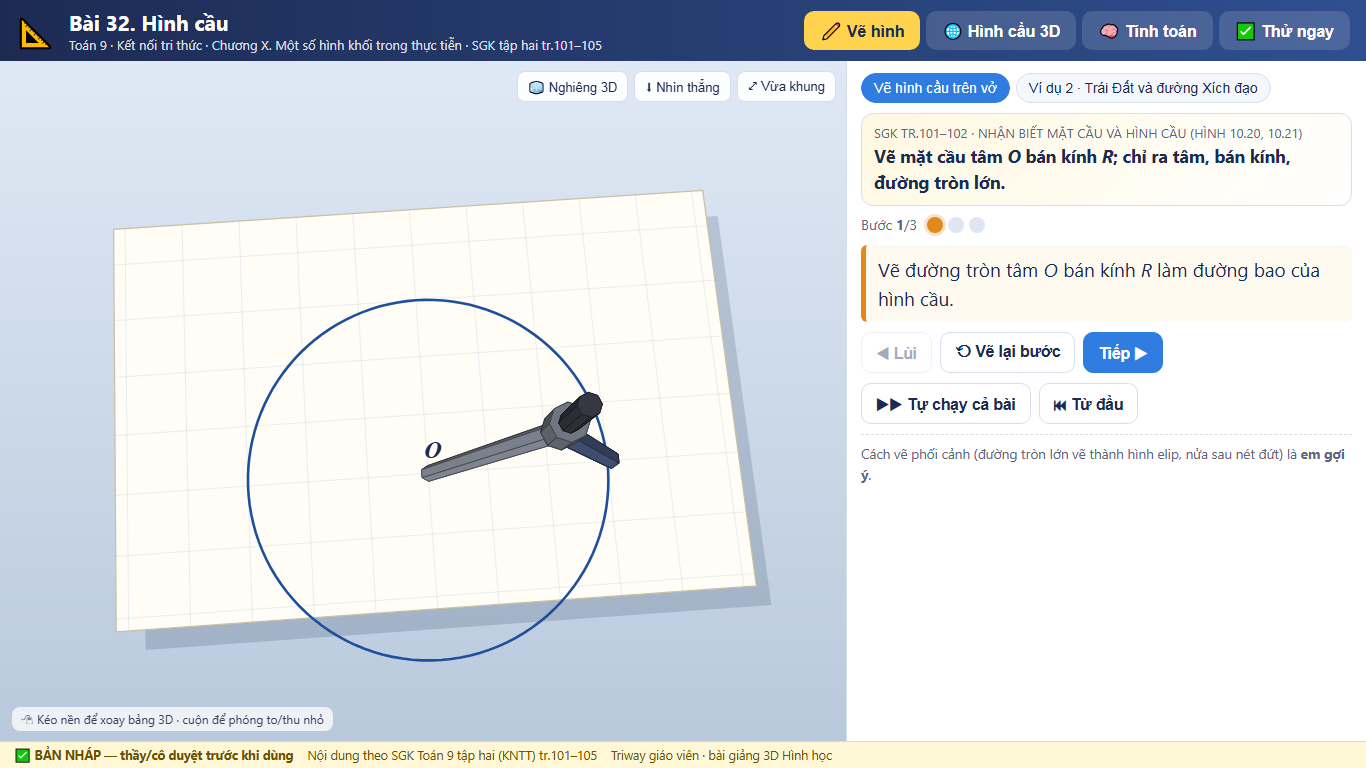 Bài 32. Hình cầu
Toán 9 · Kết nối tri thức · Chương X. Một số hình khối trong thực tiễn · SGK tập hai tr.101–105
Vẽ hình
Hình cầu 3D
Tính toán
Thử ngay
Nghiêng 3D
Nhìn thẳng
Vừa khung
O
Kéo nền để xoay bảng 3D · cuộn để phóng to/thu nhỏ
Vẽ hình cầu trên vở
Ví dụ 2 · Trái Đất và đường Xích đạo
SGK TR.101–102 · NHẬN BIẾT MẶT CẦU VÀ HÌNH CẦU (HÌNH 10.20, 10.21)
Vẽ mặt cầu tâm O bán kính R; chỉ ra tâm, bán kính,
đường tròn lớn.
Bước 1/3
Vẽ đường tròn tâm O bán kính R làm đường bao của
hình cầu.
◀ Lùi
Vẽ lại bước
Tiếp ▶
▶▶ Tự chạy cả bài
⏮ Từ đầu
Cách vẽ phối cảnh (đường tròn lớn vẽ thành hình elip, nửa sau nét đứt) là em gợi
ý.
BẢN NHÁP — thầy/cô duyệt trước khi dùng Nội dung theo SGK Toán 9 tập hai (KNTT) tr.101–105 Triway giáo viên · bài giảng 3D Hình học